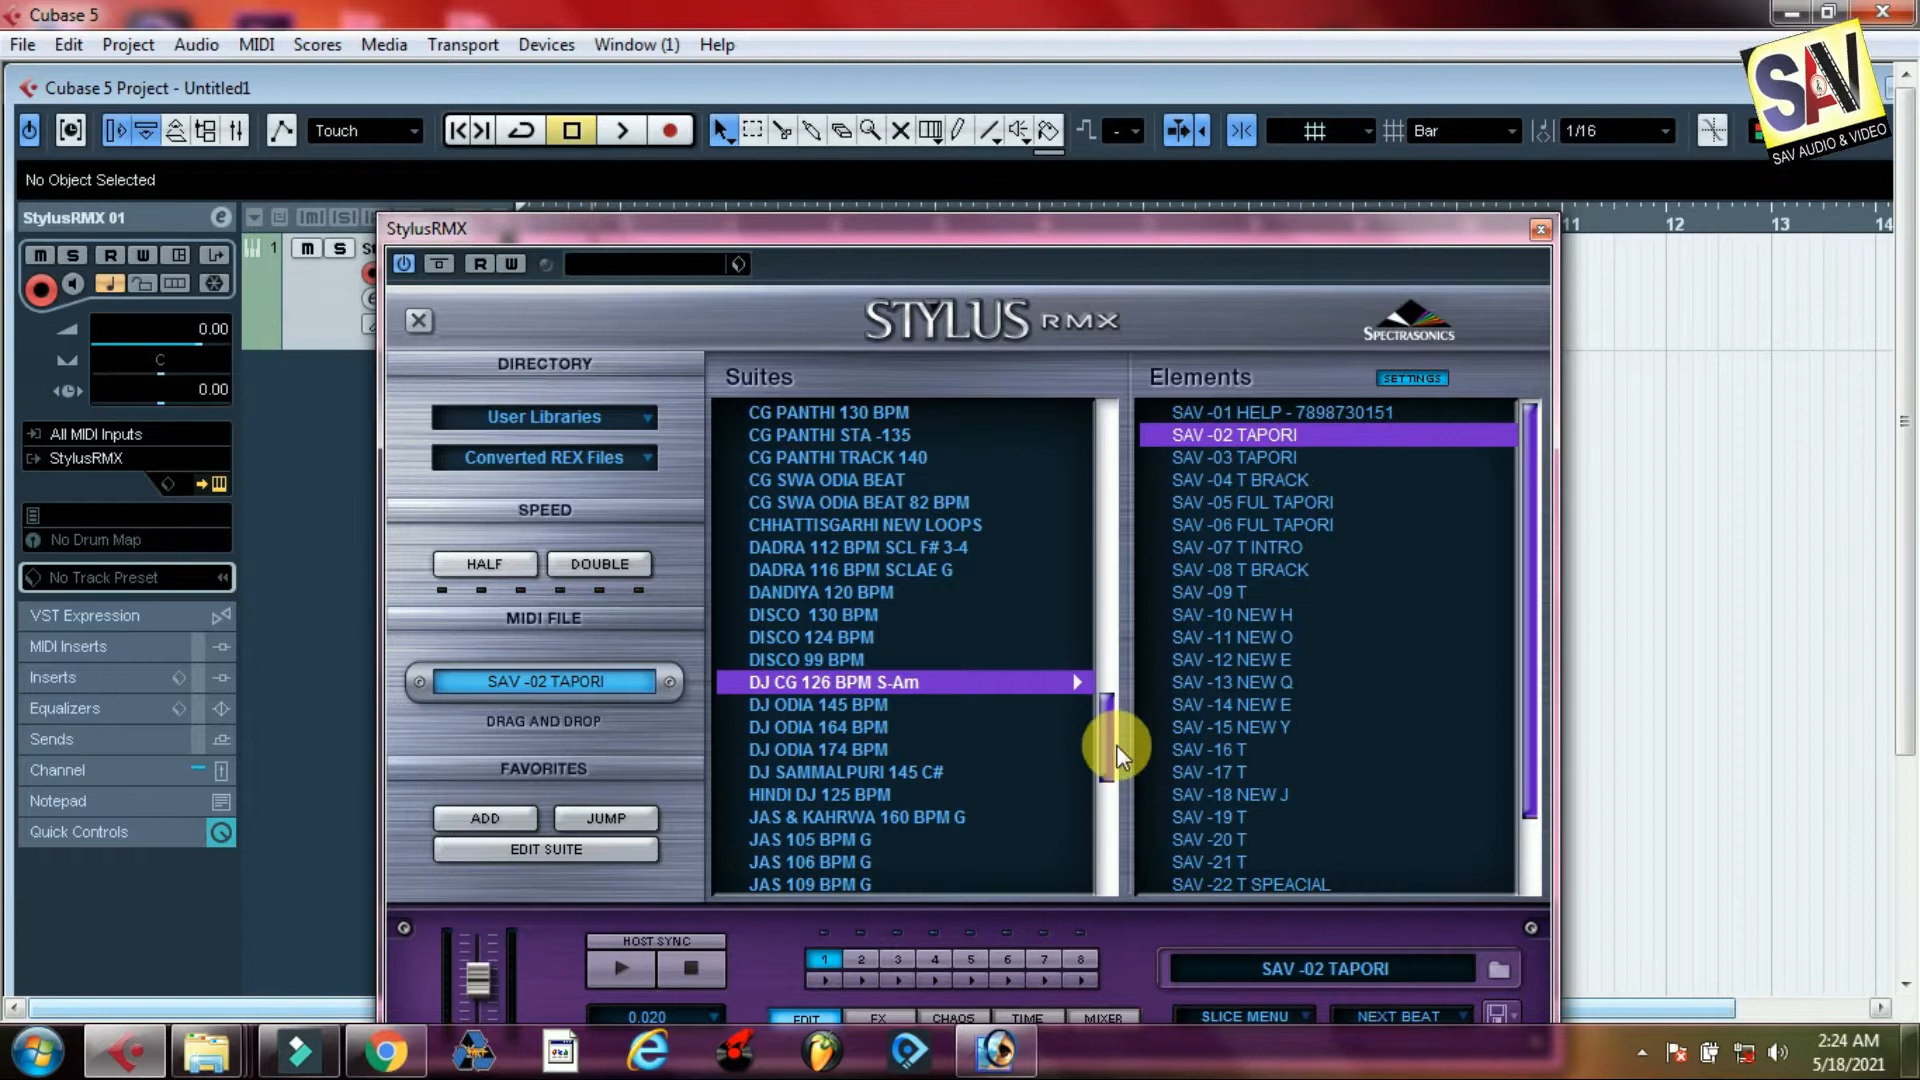 Cubase 5
File Edit Project Audio MIDI Scores Media Transport Devices Window (1) Help
Cubase 5 Project - Untitled1
Touch
Bar
1/16
SAV
SAV AUDIO & VIDEO
No Object Selected
StylusRMX 01
M S R W
0.00
C
0.00
All MIDI Inputs
StylusRMX
No Drum Map
No Track Preset
VST Expression
MIDI Inserts
Inserts
Equalizers
Sends
Channel
Notepad
Quick Controls
1 M S
11 12 13 14
StylusRMX
R W
STYLUS RMX
SPECTRASONICS
DIRECTORY
User Libraries
Converted REX Files
SPEED
HALF DOUBLE
MIDI FILE
SAV -02 TAPORI
DRAG AND DROP
FAVORITES
ADD JUMP
EDIT SUITE
Suites
CG PANTHI 130 BPM
CG PANTHI STA -135
CG PANTHI TRACK 140
CG SWA ODIA BEAT
CG SWA ODIA BEAT 82 BPM
CHHATTISGARHI NEW LOOPS
DADRA 112 BPM SCL F# 3-4
DADRA 116 BPM SCLAE G
DANDIYA 120 BPM
DISCO  130 BPM
DISCO 124 BPM
DISCO 99 BPM
DJ CG 126 BPM S-Am
DJ ODIA 145 BPM
DJ ODIA 164 BPM
DJ ODIA 174 BPM
DJ SAMMALPURI 145 C#
HINDI DJ 125 BPM
JAS & KAHRWA 160 BPM G
JAS 105 BPM G
JAS 106 BPM G
JAS 109 BPM G
Elements
SETTINGS
SAV -01 HELP - 7898730151
SAV -02 TAPORI
SAV -03 TAPORI
SAV -04 T BRACK
SAV -05 FUL TAPORI
SAV -06 FUL TAPORI
SAV -07 T INTRO
SAV -08 T BRACK
SAV -09 T
SAV -10 NEW H
SAV -11 NEW O
SAV -12 NEW E
SAV -13 NEW Q
SAV -14 NEW E
SAV -15 NEW Y
SAV -16 T
SAV -17 T
SAV -18 NEW J
SAV -19 T
SAV -20 T
SAV -21 T
SAV -22 T SPEACIAL
HOST SYNC
0.020
1 2 3 4 5 6 7 8
EDIT FX CHAOS TIME MIXER
SAV -02 TAPORI
SLICE MENU NEXT BEAT
2:24 AM
5/18/2021